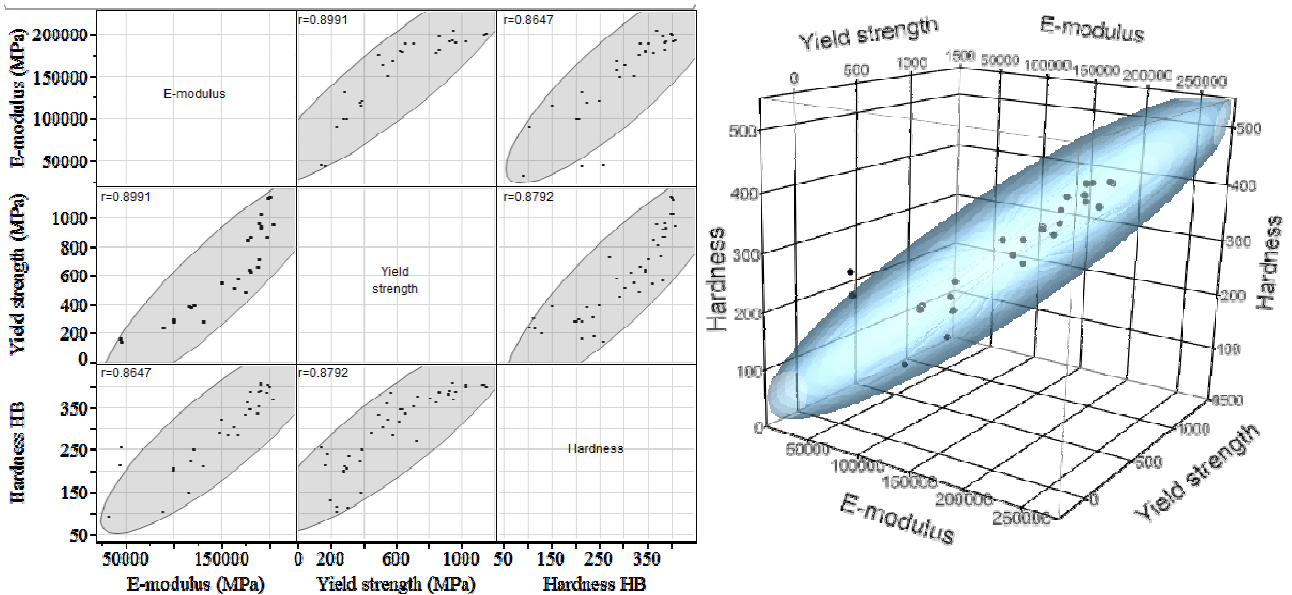 r=0.8991
r=0.8647
200000
150000
100000
50000
E-modulus (MPa)
E-modulus
r=0.8991
r=0.8792
1000
800
600
400
200
0
Yield strength (MPa)
Yield
strength
r=0.8647
r=0.8792
350
250
150
50
Hardness HB
Hardness
50000
150000
0
200
600
1000
50
150
250
350
E-modulus (MPa)
Yield strength (MPa)
Hardness HB
Yield strength
E-modulus
0
500
1000
1500
50000
100000
150000
200000
250000
500
400
300
200
100
0
Hardness
500
400
300
200
100
Hardness
50000
100000
150000
200000
250000
E-modulus
0
500
1000
1500
Yield strength